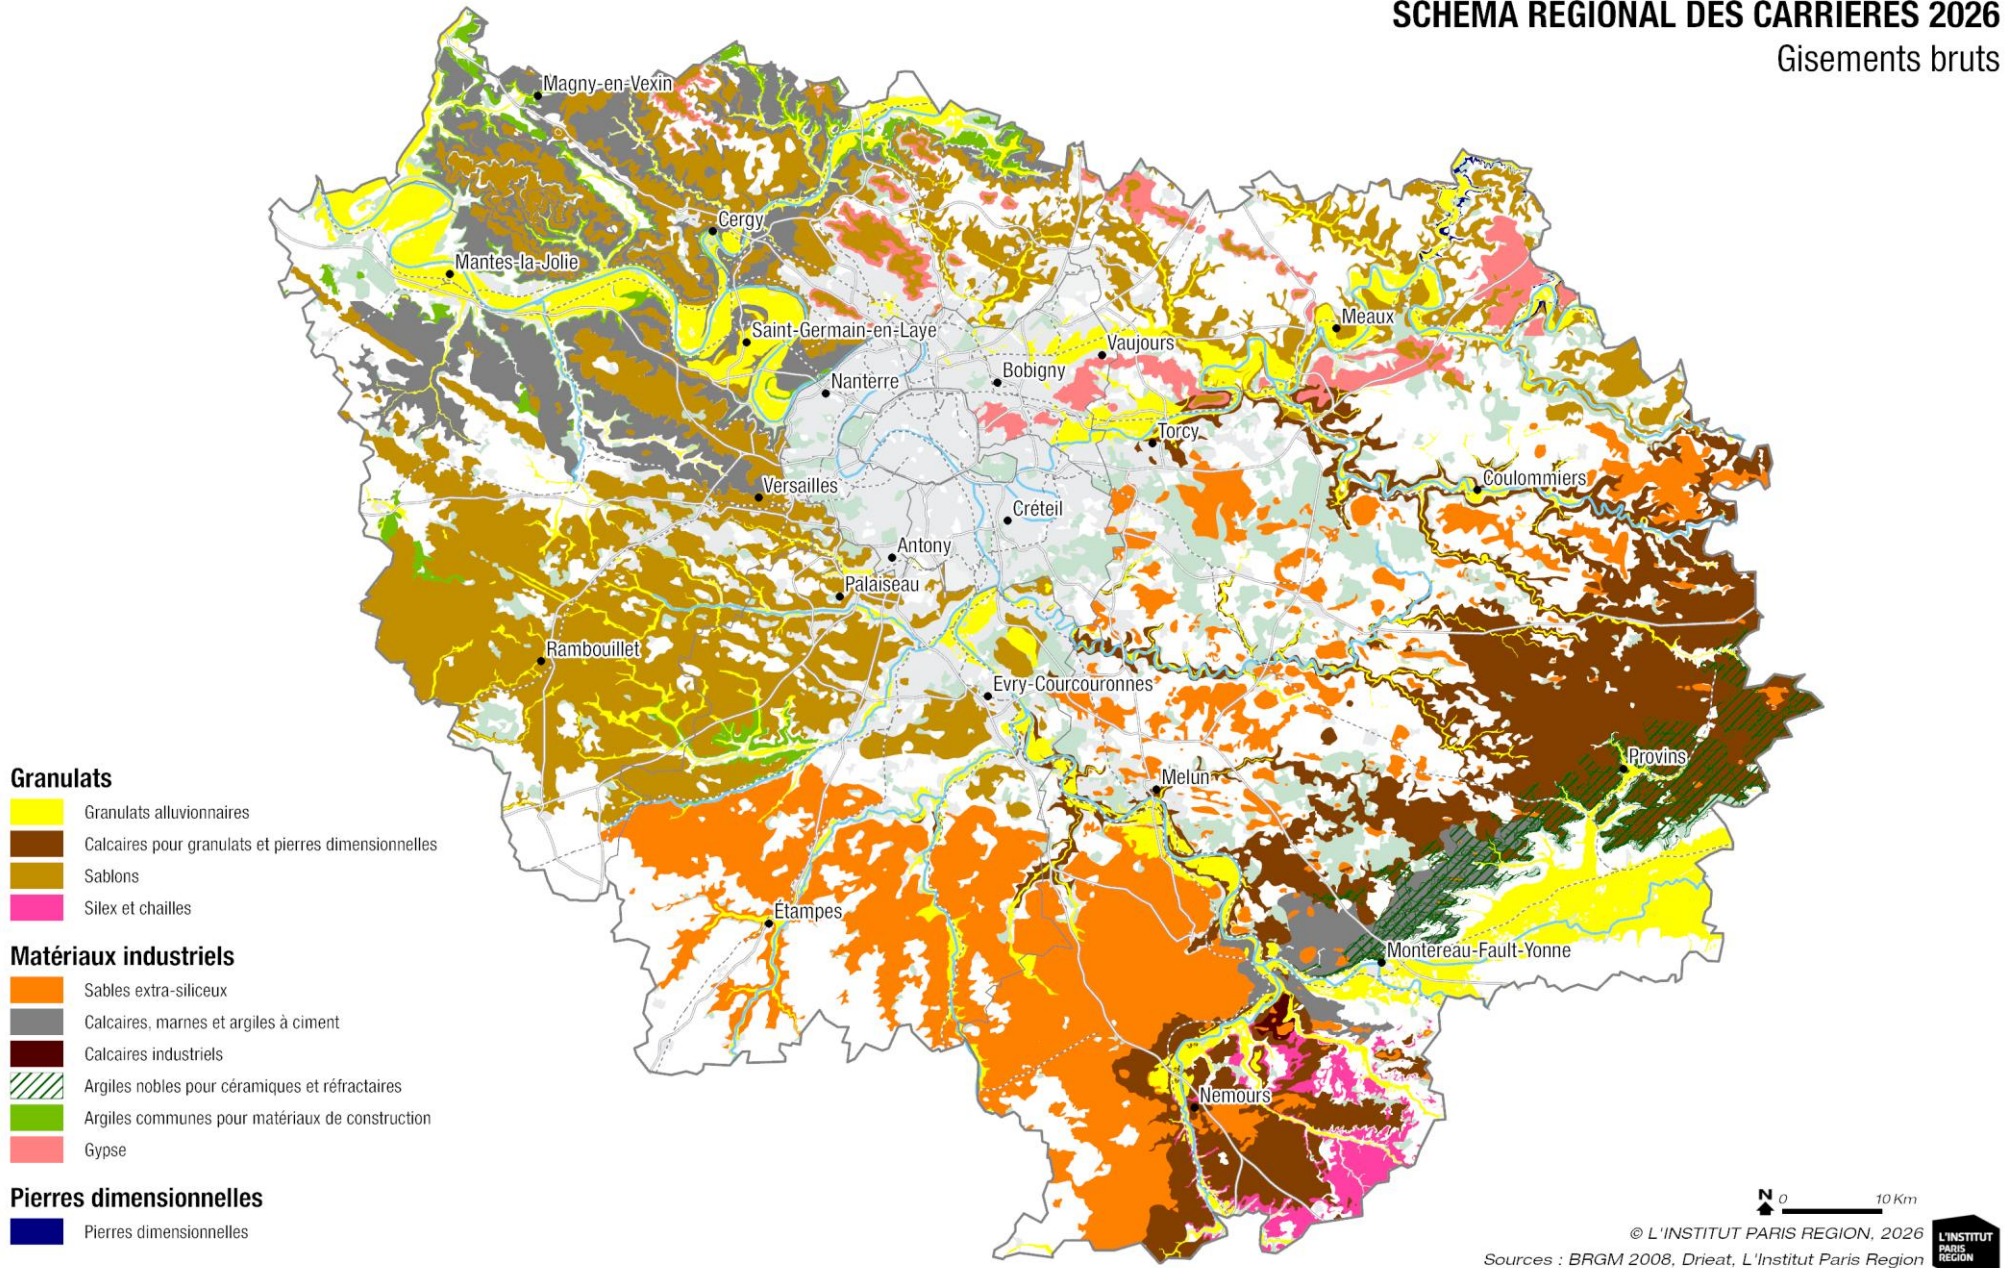 SCHEMA REGIONAL DES CARRIERES 2026
Gisements bruts
Magny-en-Vexin
Cergy
Mantes-la-Jolie
Saint-Germain-en-Laye
Meaux
Vaujours
Bobigny
Nanterre
Torcy
Coulommiers
Versailles
Créteil
Antony
Palaiseau
Rambouillet
Evry-Courcouronnes
Provins
Melun
Étampes
Montereau-Fault-Yonne
Nemours
Granulats
Granulats alluvionnaires
Calcaires pour granulats et pierres dimensionnelles
Sablons
Silex et chailles
Matériaux industriels
Sables extra-siliceux
Calcaires, marnes et argiles à ciment
Calcaires industriels
Argiles nobles pour céramiques et réfractaires
Argiles communes pour matériaux de construction
Gypse
Pierres dimensionnelles
Pierres dimensionnelles
N 0 10 Km
© L'INSTITUT PARIS REGION, 2026
Sources : BRGM 2008, Drieat, L'Institut Paris Region
L'INSTITUT
PARIS
REGION